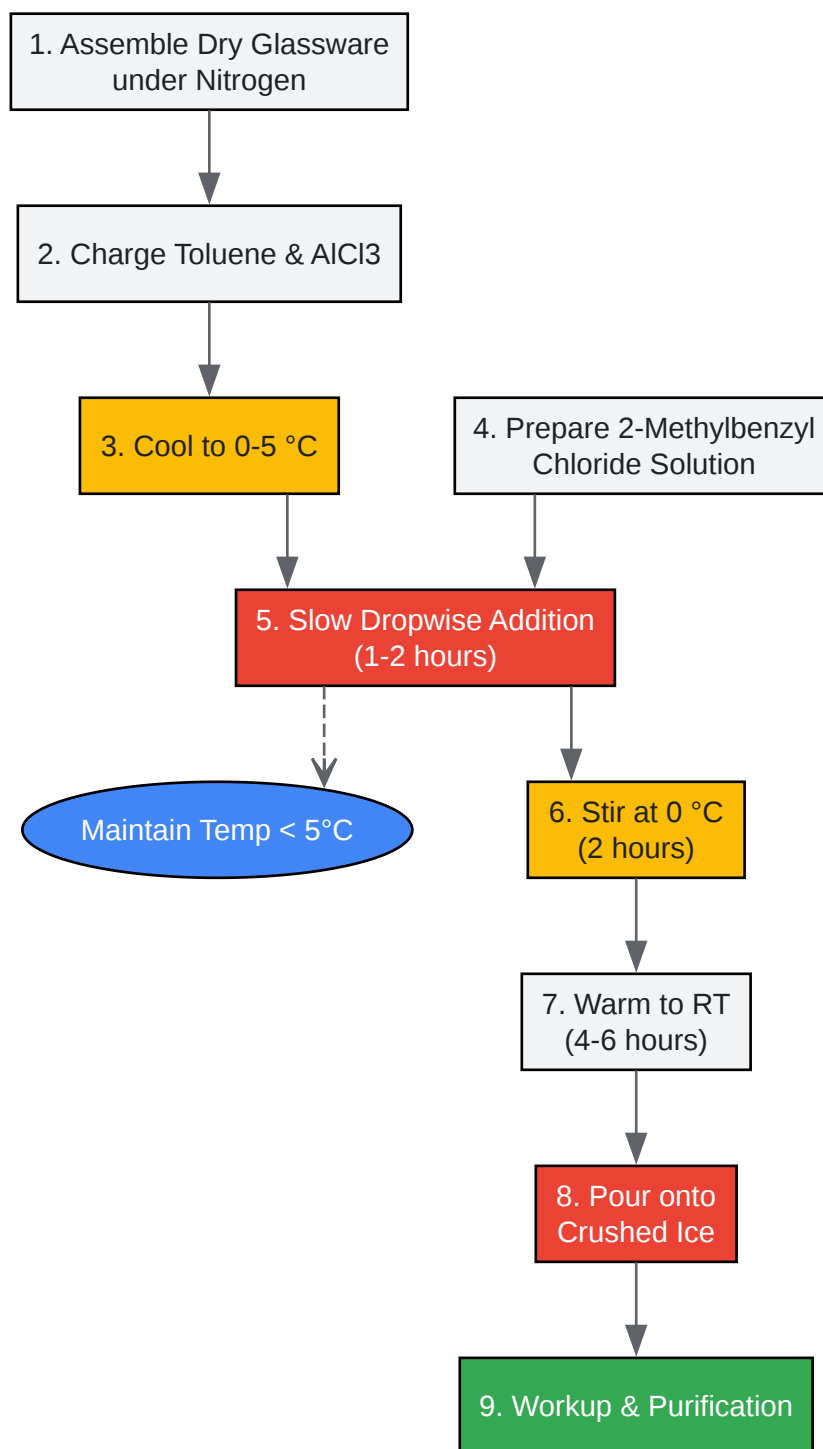 1. Assemble Dry Glassware
under Nitrogen
2. Charge Toluene & AlCl3
3. Cool to 0-5 °C
4. Prepare 2-Methylbenzyl
Chloride Solution
5. Slow Dropwise Addition
(1-2 hours)
Maintain Temp < 5°C
6. Stir at 0 °C
(2 hours)
7. Warm to RT
(4-6 hours)
8. Pour onto
Crushed Ice
9. Workup & Purification